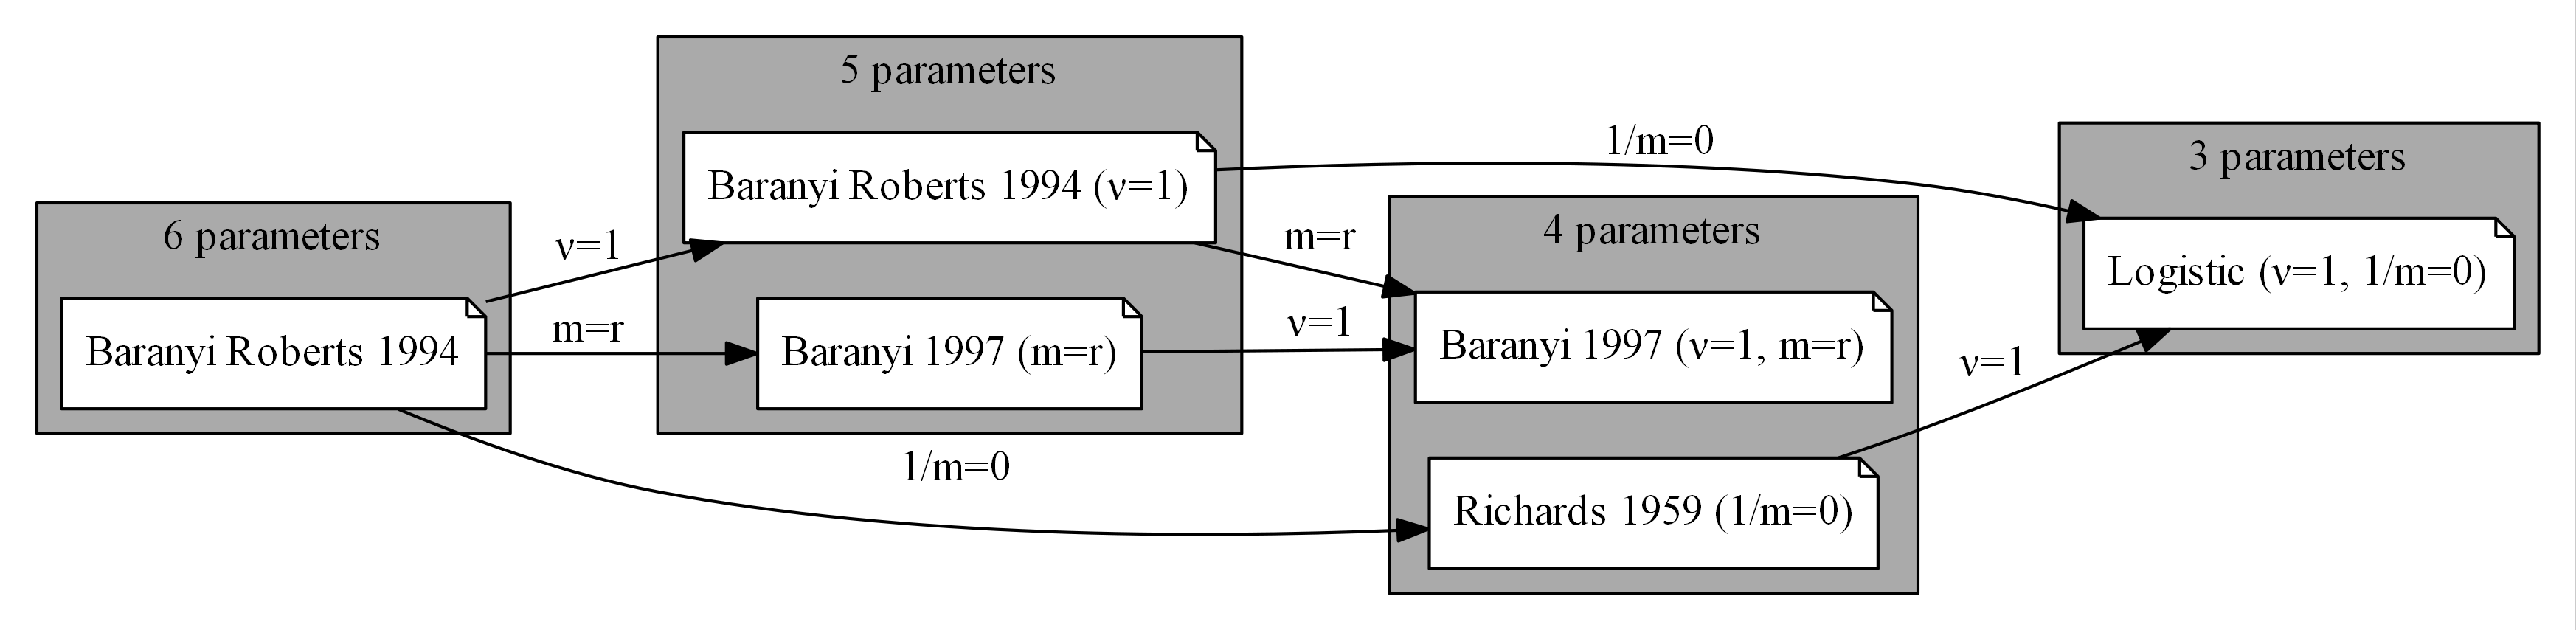 6 parameters
Baranyi Roberts 1994
ν=1
m=r
1/m=0
5 parameters
Baranyi Roberts 1994 (ν=1)
Baranyi 1997 (m=r)
1/m=0
m=r
ν=1
4 parameters
Baranyi 1997 (ν=1, m=r)
Richards 1959 (1/m=0)
ν=1
3 parameters
Logistic (ν=1, 1/m=0)